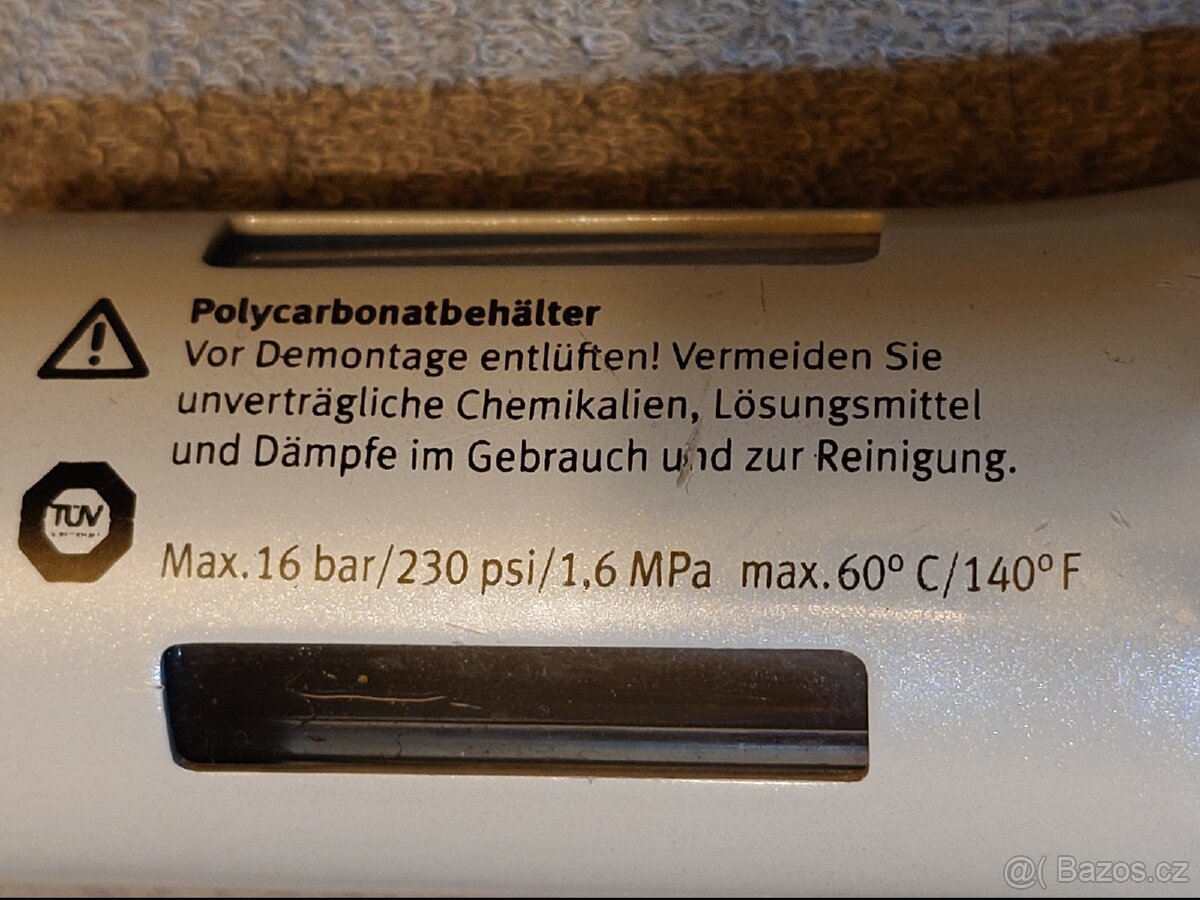 Polycarbonatbehälter
Vor Demontage entlüften! Vermeiden Sie
unverträgliche Chemikalien, Lösungsmittel
und Dämpfe im Gebrauch und zur Reinigung.
TÜV
Max.16 bar/230 psi/1,6 MPa max.60° C/140° F
@( Bazos.cz